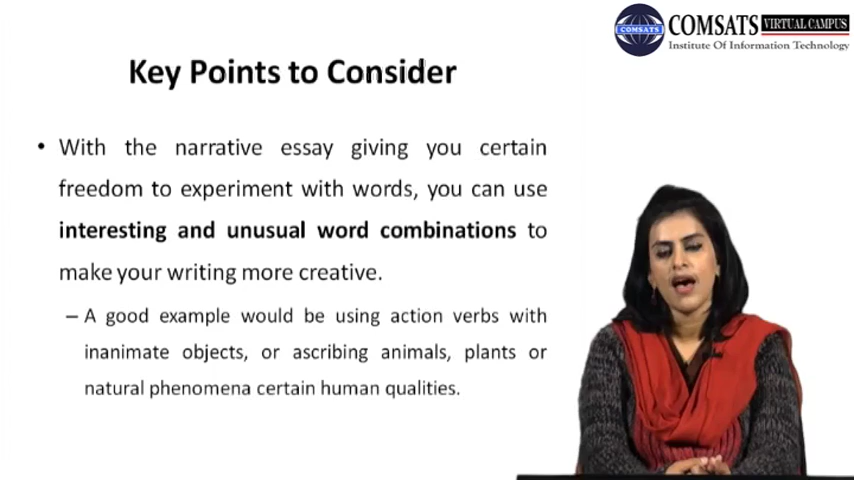 COMSATS VIRTUAL CAMPUS
COMSATS
Institute Of Information Technology
Key Points to Consider
• With the narrative essay giving you certain
freedom to experiment with words, you can use
interesting and unusual word combinations to
make your writing more creative.
– A good example would be using action verbs with
inanimate objects, or ascribing animals, plants or
natural phenomena certain human qualities.